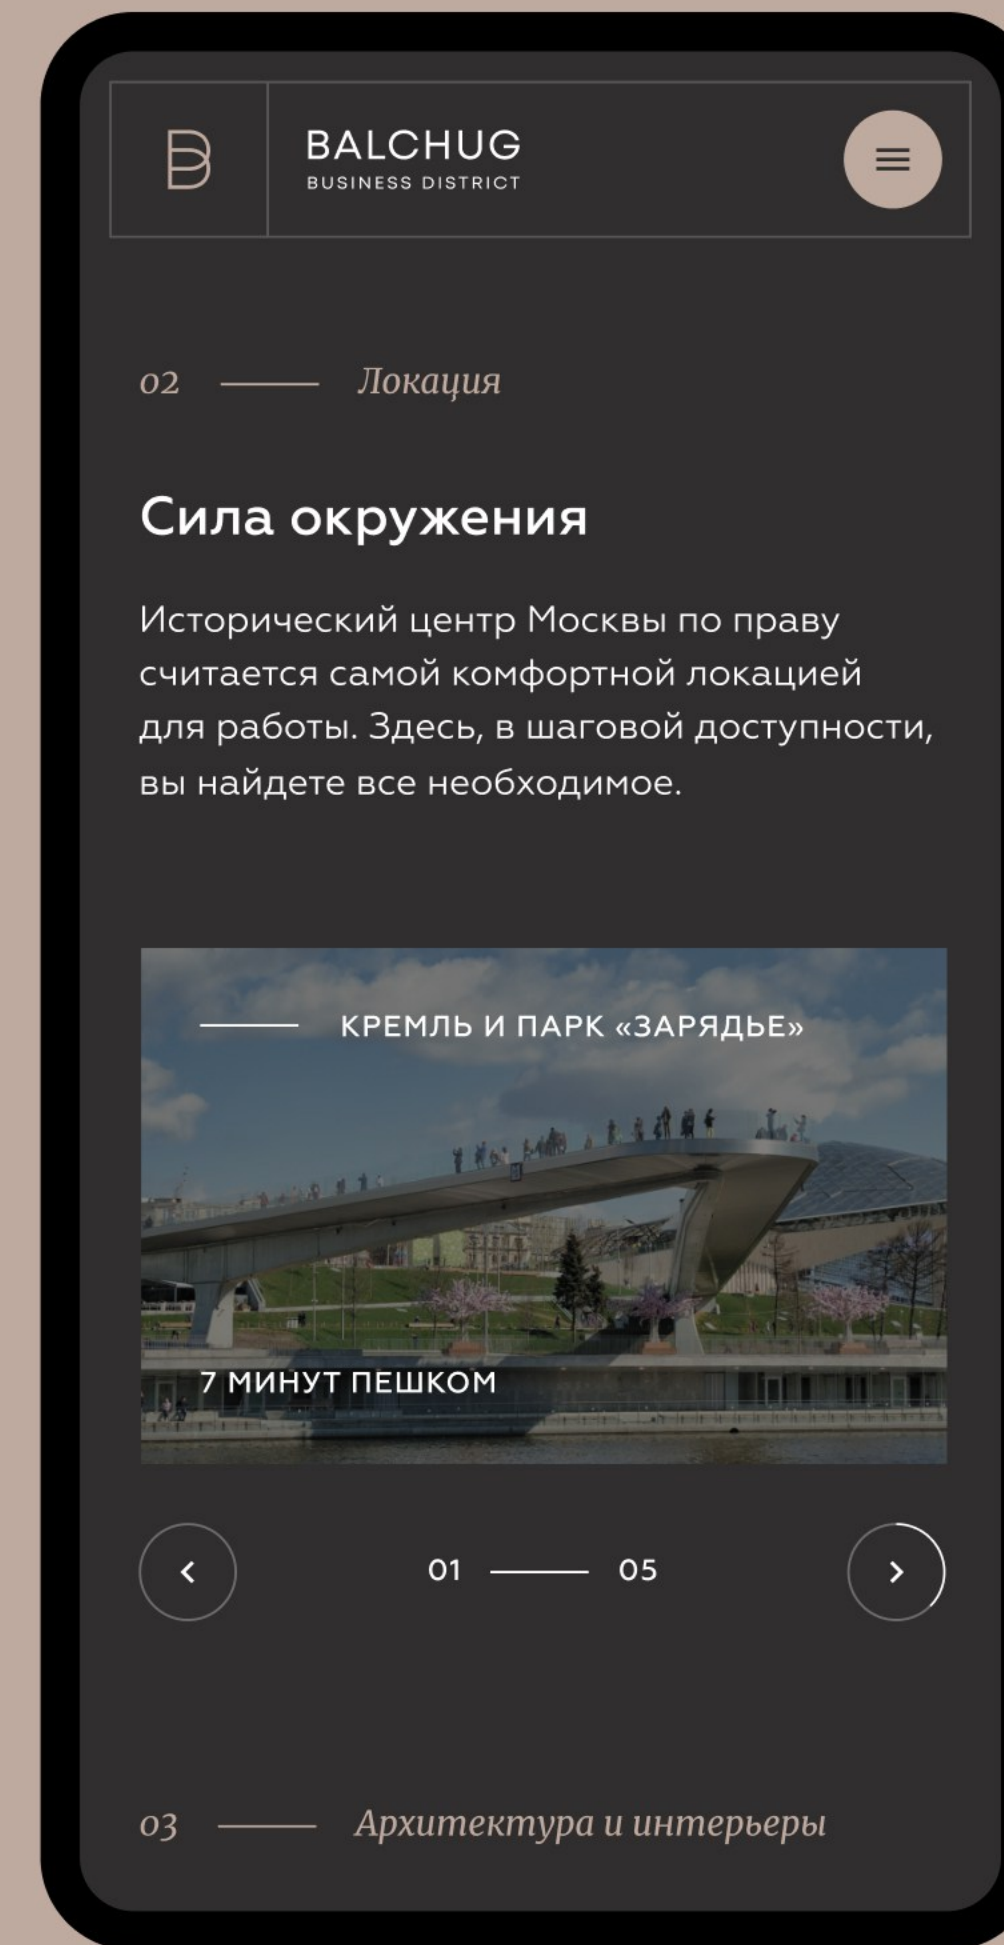 B
BALCHUG
BUSINESS DISTRICT
02 Локация
Сила окружения
Исторический центр Москвы по праву
считается самой комфортной локацией
для работы. Здесь, в шаговой доступности,
вы найдете все необходимое.
КРЕМЛЬ И ПАРК «ЗАРЯДЬЕ»
7 МИНУТ ПЕШКОМ
01 05
03 Архитектура и интерьеры